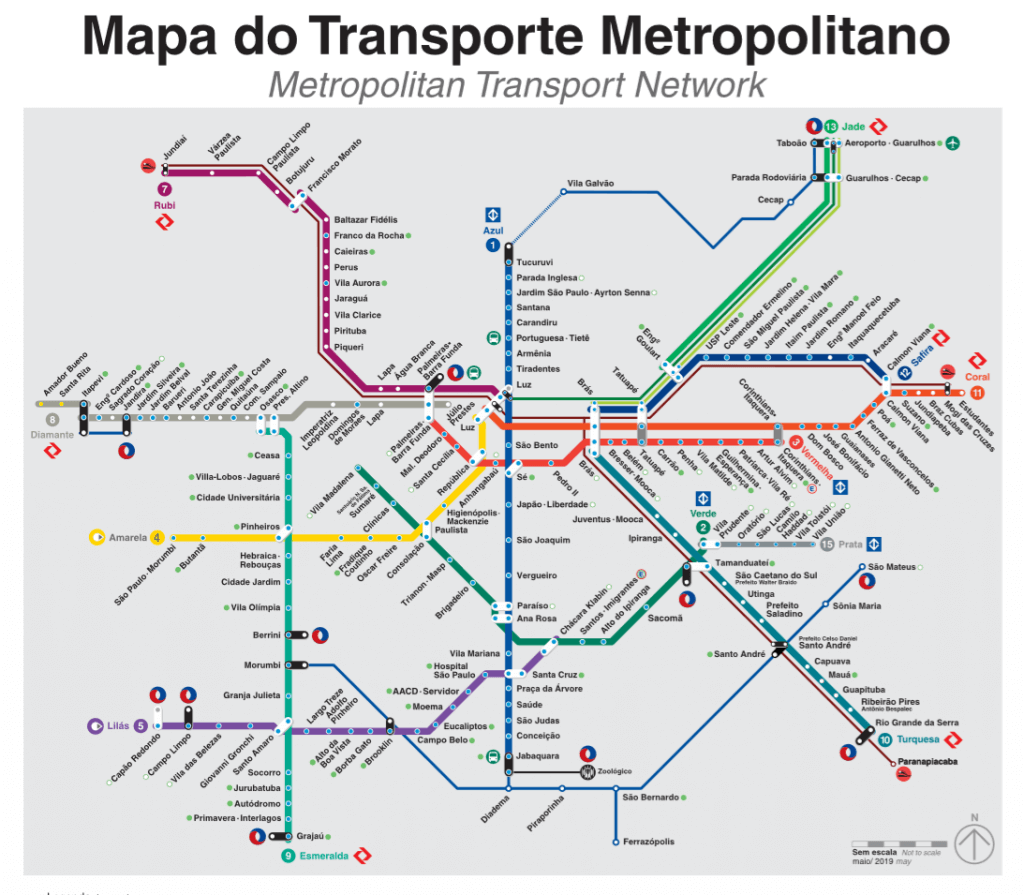 Mapa do Transporte Metropolitano
Metropolitan Transport Network
Jundiaí
Várzea
Paulista
Campo Limpo
Paulista
Botujuru
Francisco Morato
7
Rubi
Baltazar Fidélis
Franco da Rocha
Caieiras
Perus
Vila Aurora
Jaraguá
Vila Clarice
Pirituba
Piqueri
Lapa
Água Branca
Palmeiras-
Barra Funda
Azul
1
Tucuruvi
Parada Inglesa
Jardim São Paulo · Ayrton Senna
Santana
Carandiru
Portuguesa · Tietê
Armênia
Tiradentes
Luz
Vila Galvão
13 Jade
Taboão
Aeroporto · Guarulhos
Parada Rodoviária
Guarulhos · Cecap
Cecap
Engº
Goulart
USP Leste
Comendador Ermelino
São Miguel Paulista
Jardim Helena · Vila Mara
Itaim Paulista
Jardim Romano
Engº Manoel Feio
Itaquaquecetuba
Aracaré
Calmon Viana
12
Safira
Coral
11
Amador Bueno
Santa Rita
Itapevi
Engº Cardoso
Sagrado Coração
Jandira
Jardim Silveira
Jardim Belval
Barueri
Antonio João
Santa Terezinha
Carapicuíba
Gen. Miguel Costa
Quitaúna
Com. Sampaio
Osasco
Pres. Altino
8
Diamante
Imperatriz
Leopoldina
Domingos
de Moraes
Lapa
Palmeiras-
Barra Funda
Júlio
Prestes
Luz
Mal. Deodoro
Santa Cecília
República
Anhangabaú
São Bento
Sé
Pedro II
Brás
Brás
Tatuapé
Bresser-Mooca
Belém
Tatuapé
Carrão
Penha
Vila Matilde
Guilhermina-
Esperança
Patriarca · Vila Ré
Artur Alvim
Corinthians-
Itaquera
Corinthians-
Itaquera
3
Vermelha
Dom Bosco
José Bonifácio
Guaianases
Antonio Gianetti Neto
Ferraz de Vasconcelos
Poá
Calmon Viana
Suzano
Jundiapeba
Braz Cubas
Mogi das Cruzes
Estudantes
Ceasa
Villa-Lobos · Jaguaré
Cidade Universitária
Pinheiros
Hebraica-
Rebouças
Cidade Jardim
Vila Olímpia
Berrini
Morumbi
Granja Julieta
Amarela 4
São Paulo · Morumbi
Butantã
Faria
Lima
Fradique
Coutinho
Oscar Freire
Paulista
Higienópolis-
Mackenzie
Vila Madalena
Santuário N. Sa.
de Fátima
Sumaré
Clínicas
Consolação
Trianon-Masp
Brigadeiro
Japão · Liberdade
São Joaquim
Vergueiro
Paraíso
Ana Rosa
Vila Mariana
Santa Cruz
Praça da Árvore
Saúde
São Judas
Conceição
Jabaquara
Zoológico
Chácara Klabin
Santos · Imigrantes
Alto do Ipiranga
Sacomã
Tamanduateí
Verde
2
Vila
Prudente
Oratório
São Lucas
Camilo
Haddad
Vila Tolstói
Vila União
15 Prata
Juventus · Mooca
Ipiranga
São Caetano do Sul
Prefeito Walter Braido
Utinga
Prefeito
Saladino
Prefeito Celso Daniel
Santo André
Santo André
Capuava
Mauá
Guapituba
Ribeirão Pires
Antônio Bespalec
Rio Grande da Serra
10 Turquesa
Paranapiacaba
São Mateus
Sônia Maria
Lilás 5
Capão Redondo
Campo Limpo
Vila das Belezas
Giovanni Gronchi
Santo Amaro
Largo Treze
Adolfo
Pinheiro
Alto da
Boa Vista
Borba Gato
Brooklin
Campo Belo
Eucaliptos
Moema
AACD · Servidor
Hospital
São Paulo
Socorro
Jurubatuba
Autódromo
Primavera · Interlagos
Grajaú
9 Esmeralda
Diadema
Piraporinha
São Bernardo
Ferrazópolis
N
Sem escala Not to scale
maio/ 2019 may